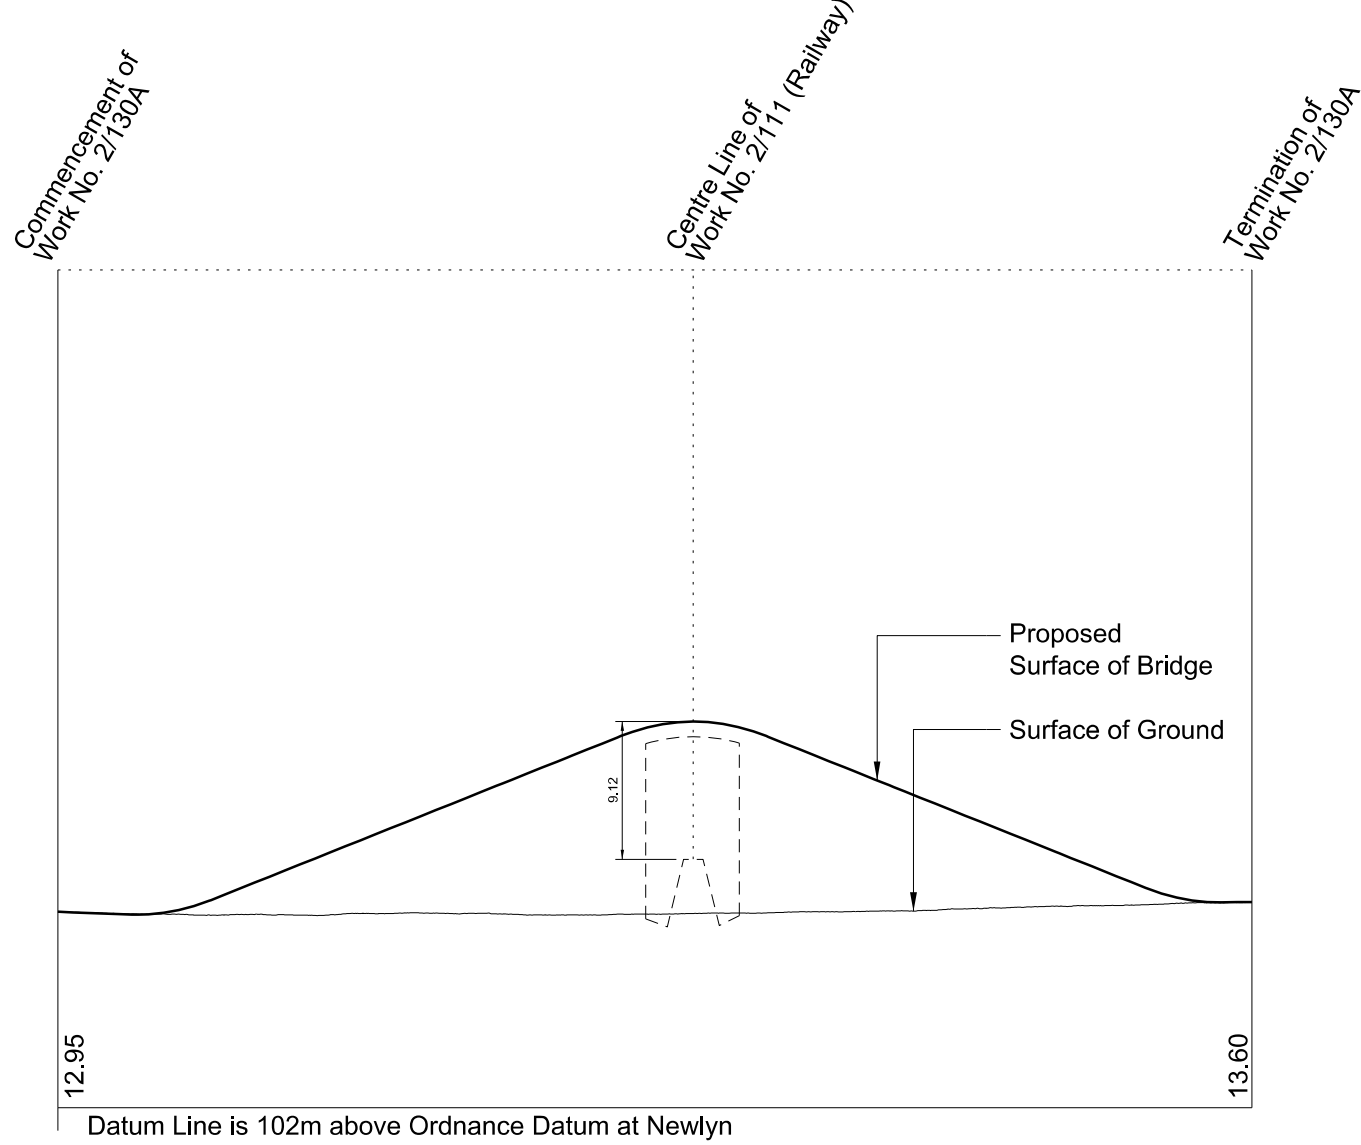 Commencement of
Work No. 2/130A
Centre Line of
Work No. 2/111 (Railway)
Termination of
Work No. 2/130A
Proposed
Surface of Bridge
Surface of Ground
9.12
12.95
13.60
Datum Line is 102m above Ordnance Datum at Newlyn